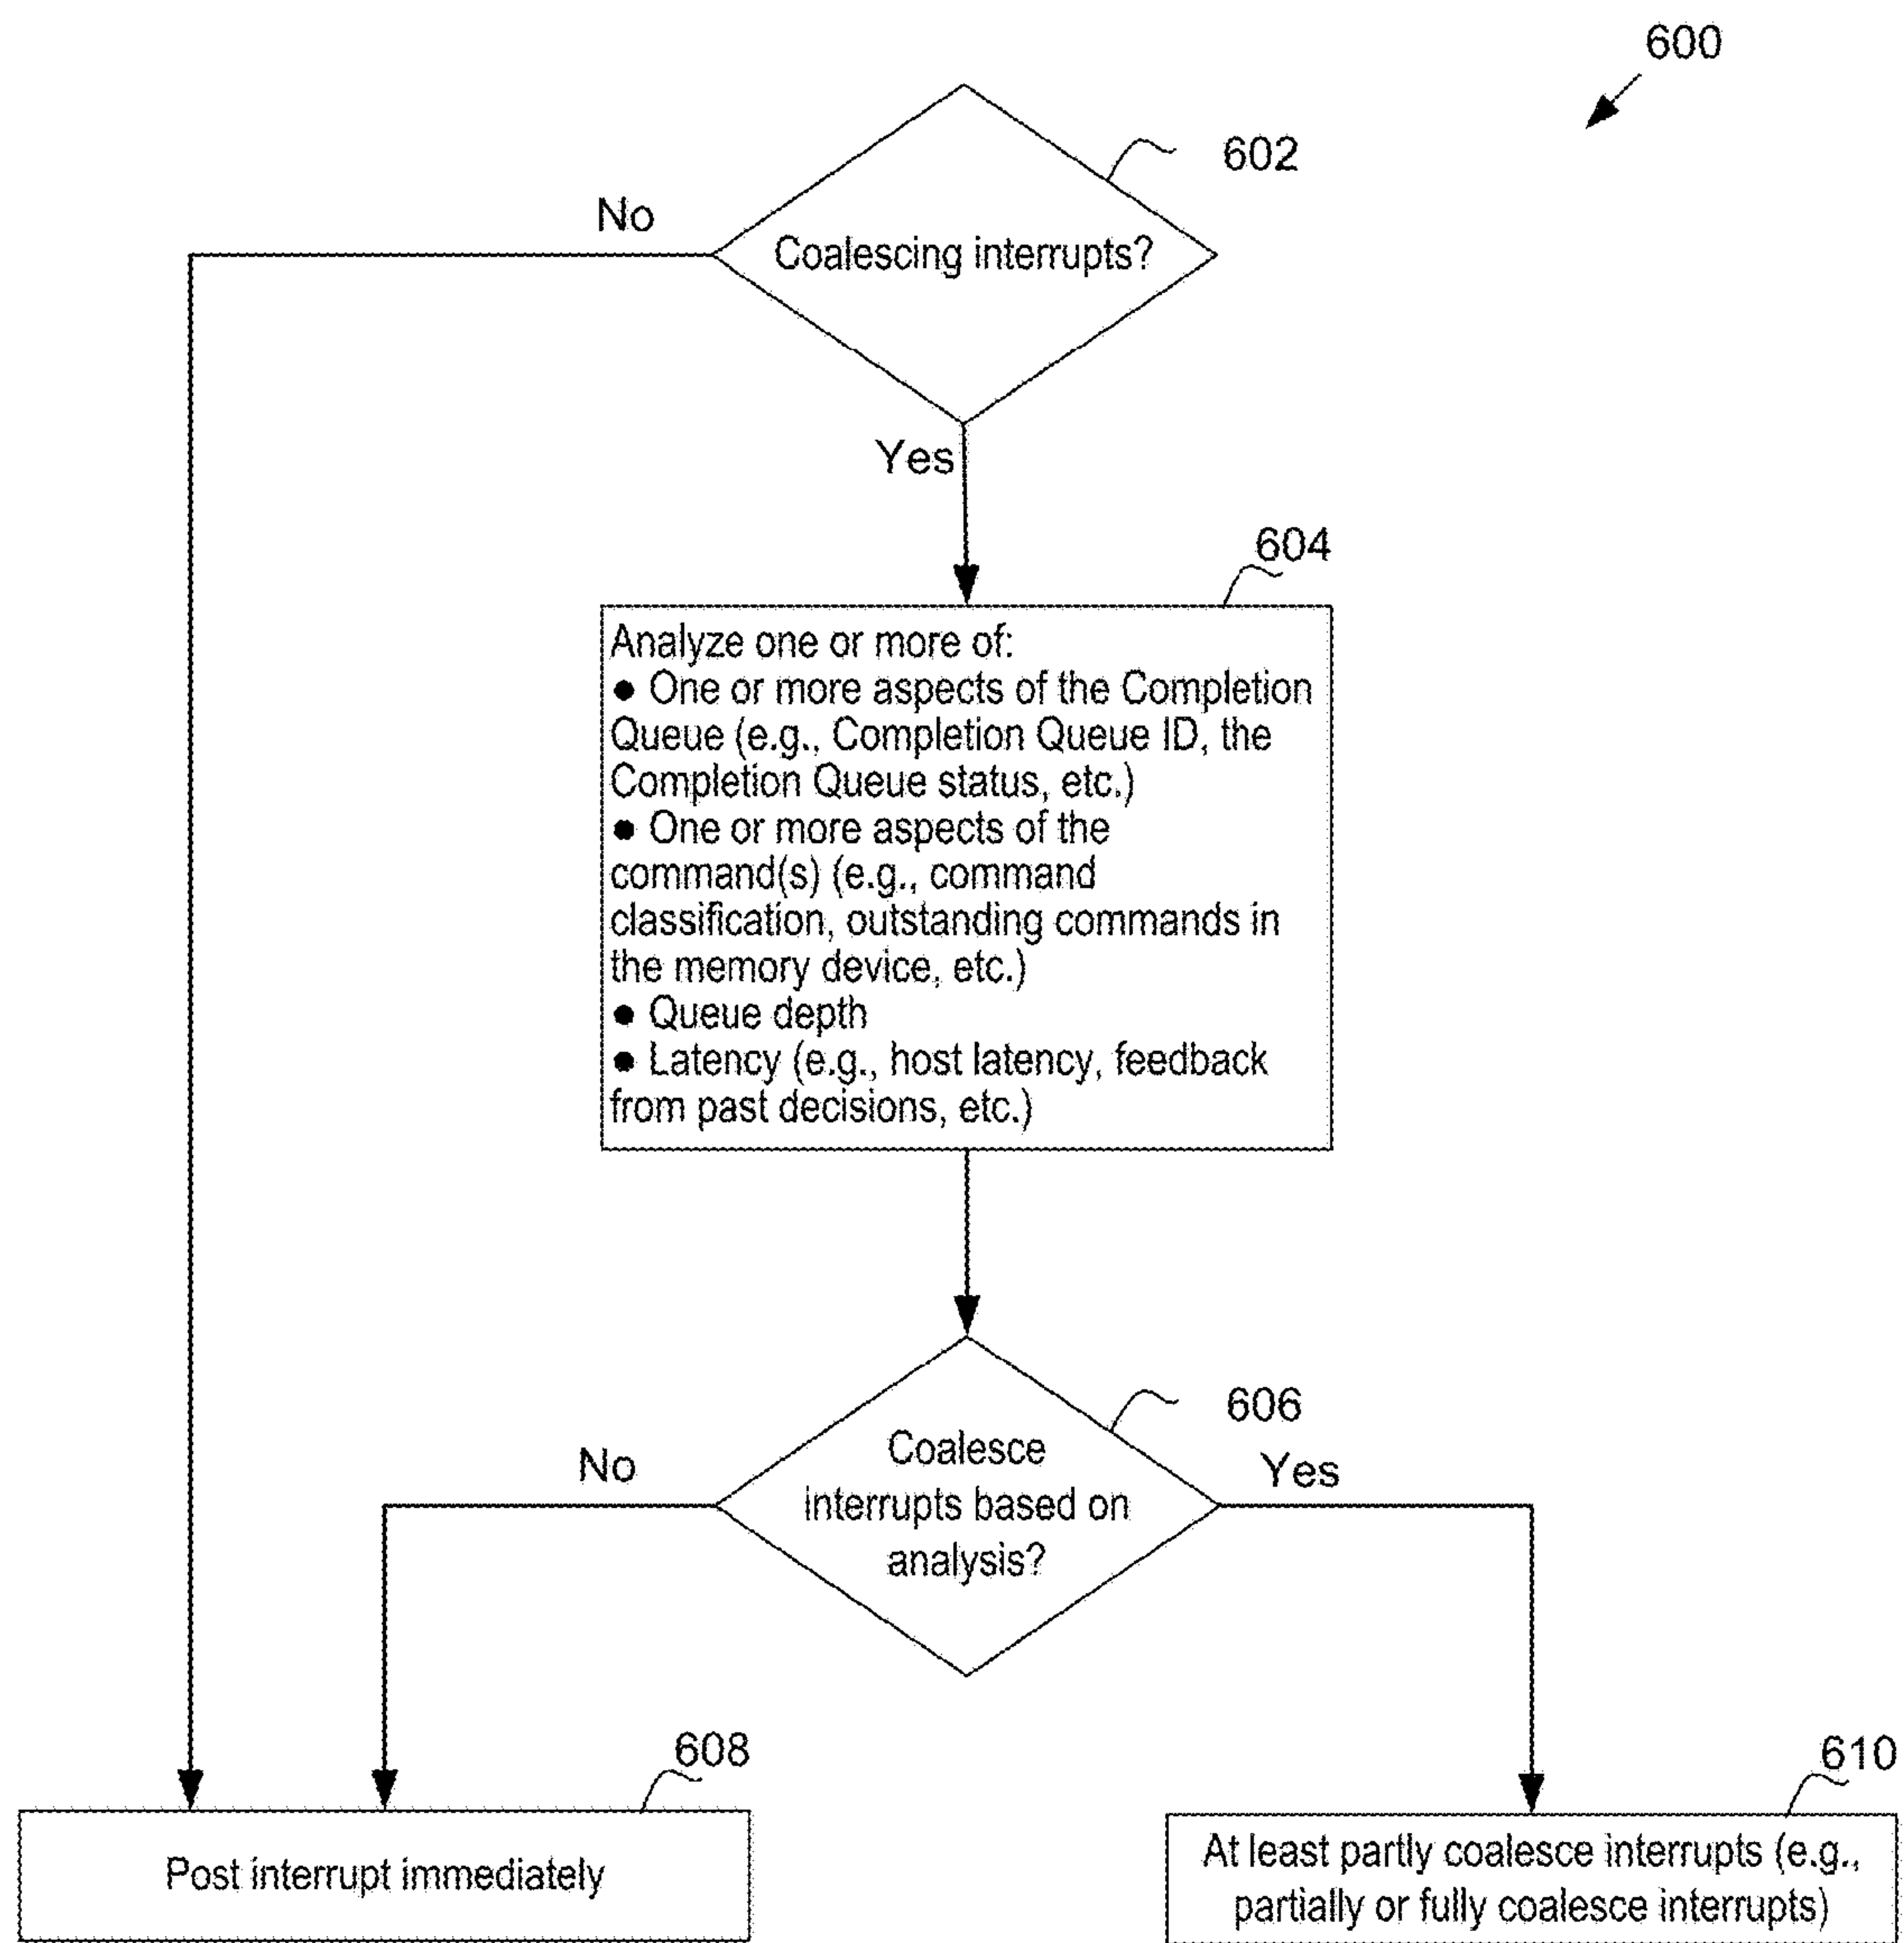 600
602
No
Coalescing interrupts?
Yes
604
Analyze one or more of:
● One or more aspects of the Completion
Queue (e.g., Completion Queue ID, the
Completion Queue status, etc.)
● One or more aspects of the
command(s) (e.g., command
classification, outstanding commands in
the memory device, etc.)
● Queue depth
● Latency (e.g., host latency, feedback
from past decisions, etc.)
606
No
Yes
Coalesce
interrupts based on
analysis?
608
610
Post interrupt immediately
At least partly coalesce interrupts (e.g.,
partially or fully coalesce interrupts)